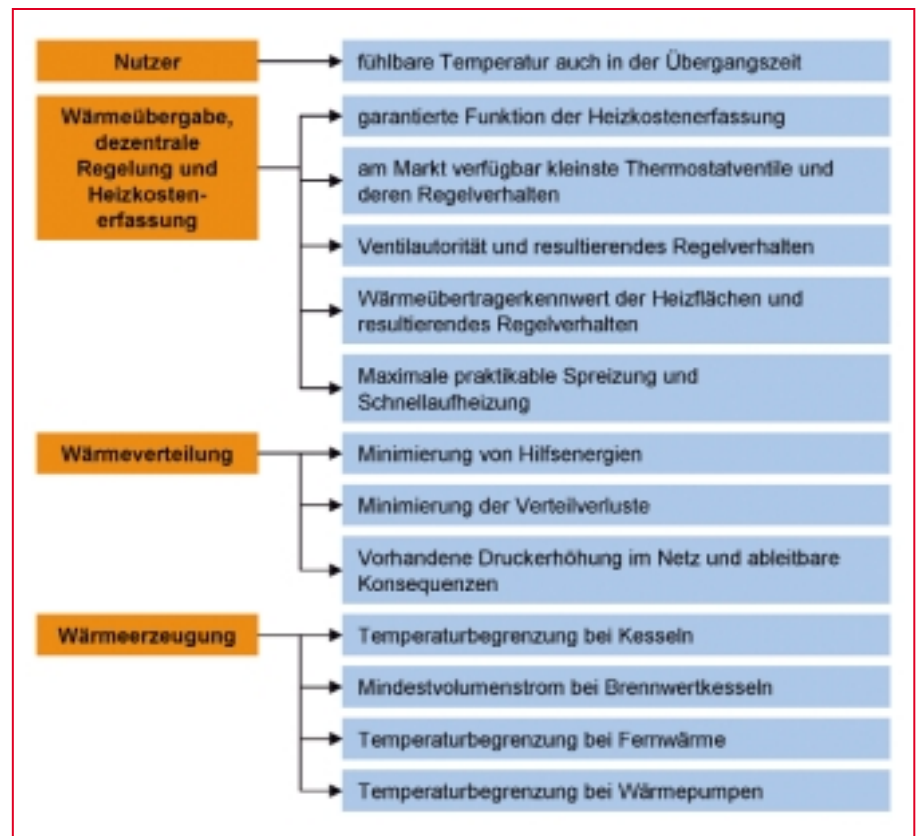 Nutzer
fühlbare Temperatur auch in der Übergangszeit
Wärmeübergabe,
dezentrale
Regelung und
Heizkosten-
erfassung
garantierte Funktion der Heizkostenerfassung
am Markt verfügbar kleinste Thermostatventile und
deren Regelverhalten
Ventilautorität und resultierendes Regelverhalten
Wärmeübertragerkennwert der Heizflächen und
resultierendes Regelverhalten
Maximale praktikable Spreizung und
Schnellaufheizung
Wärmeverteilung
Minimierung von Hilfsenergien
Minimierung der Verteilverluste
Vorhandene Druckerhöhung im Netz und ableitbare
Konsequenzen
Wärmeerzeugung
Temperaturbegrenzung bei Kesseln
Mindestvolumenstrom bei Brennwertkesseln
Temperaturbegrenzung bei Fernwärme
Temperaturbegrenzung bei Wärmepumpen